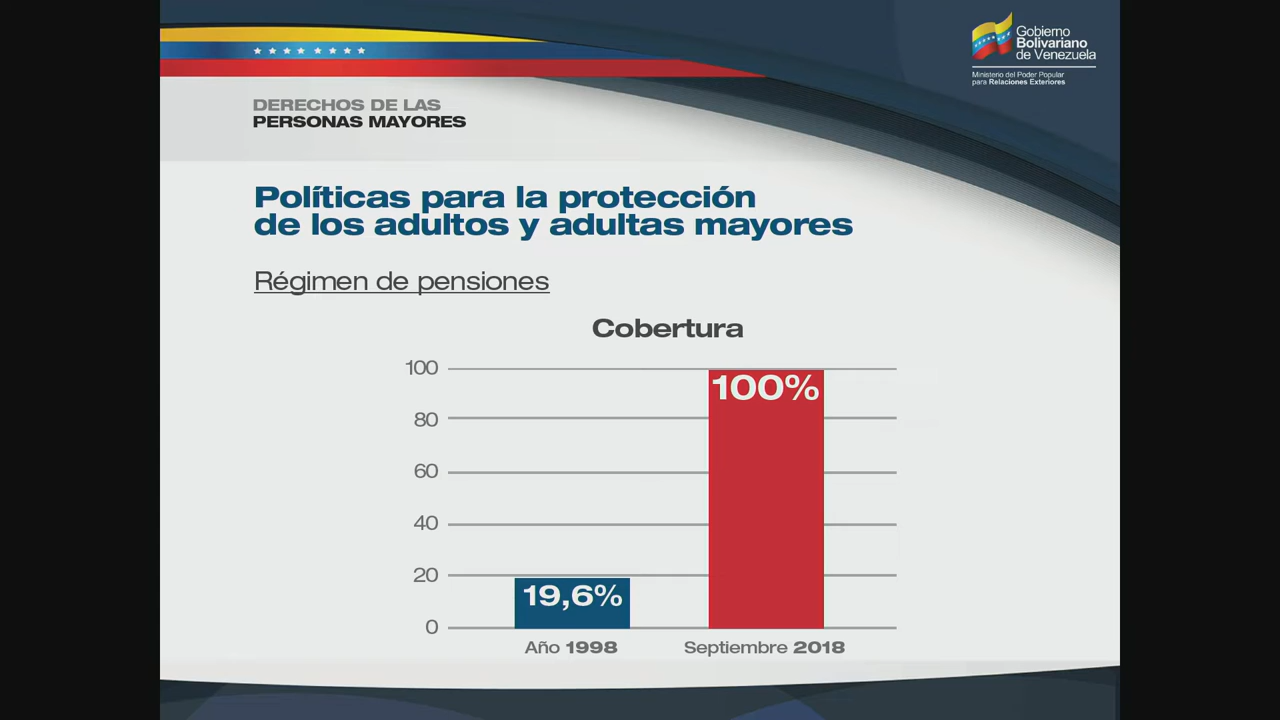 Gobierno
Bolivariano
de Venezuela
Ministerio del Poder Popular
para Relaciones Exteriores
DERECHOS DE LAS
PERSONAS MAYORES
Políticas para la protección
de los adultos y adultas mayores
Régimen de pensiones
Cobertura
100
80
60
40
20
0
100%
19,6%
Año 1998
Septiembre 2018